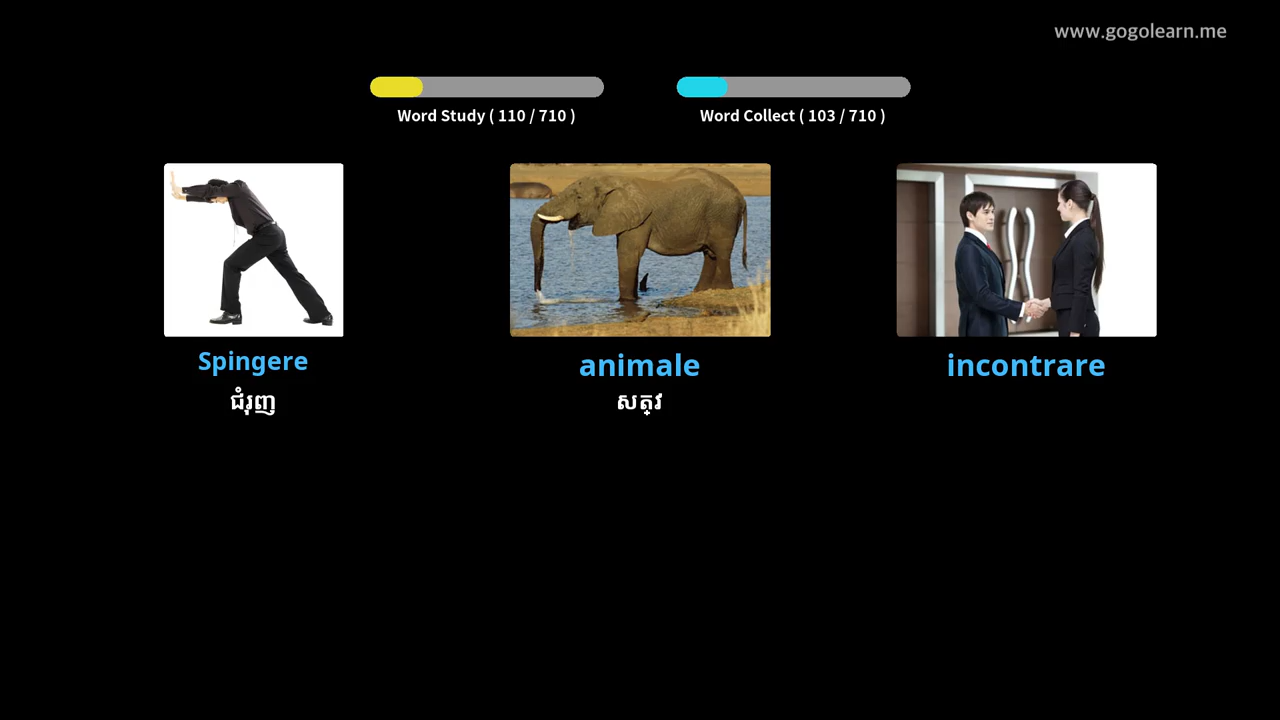 www.gogolearn.me
Word Study ( 110 / 710 )
Word Collect ( 103 / 710 )
Spingere
ជំរុញ
animale
សត្វ
incontrare